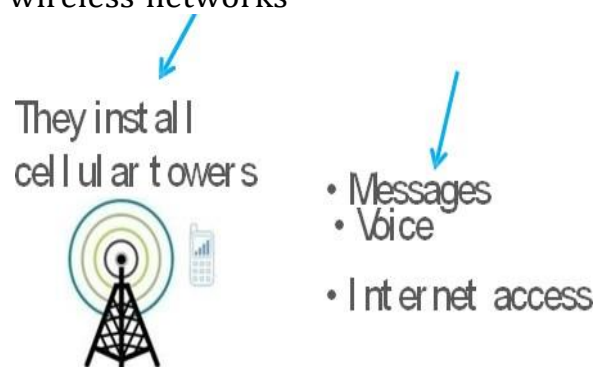 wireless networks
They install
cellular towers
• Messages
• Voice
• Internet access